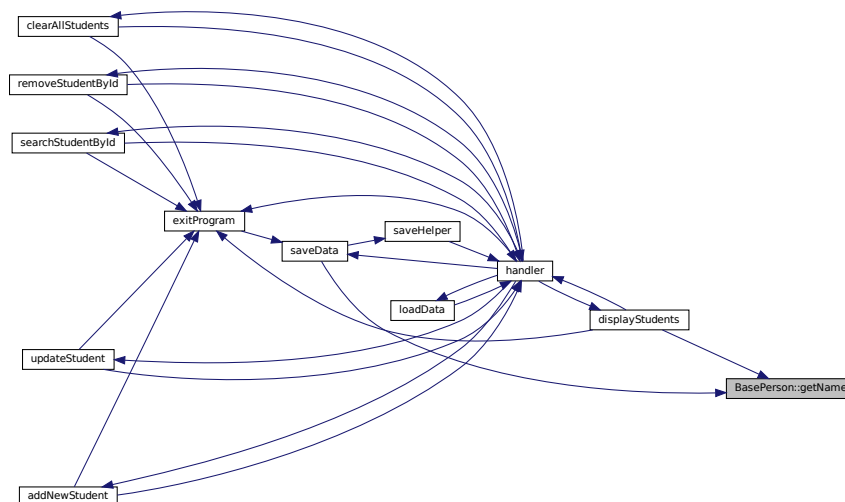 clearAllStudents
removeStudentById
searchStudentById
exitProgram
saveHelper
saveData
handler
loadData
displayStudents
updateStudent
BasePerson::getName
addNewStudent